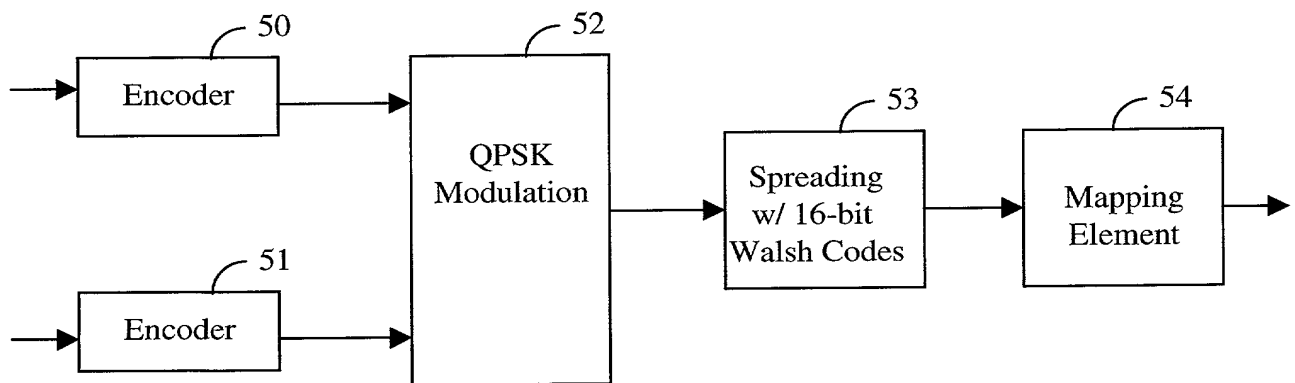 50
Encoder
52
QPSK
Modulation
53
Spreading
w/ 16-bit
Walsh Codes
54
Mapping
Element
51
Encoder